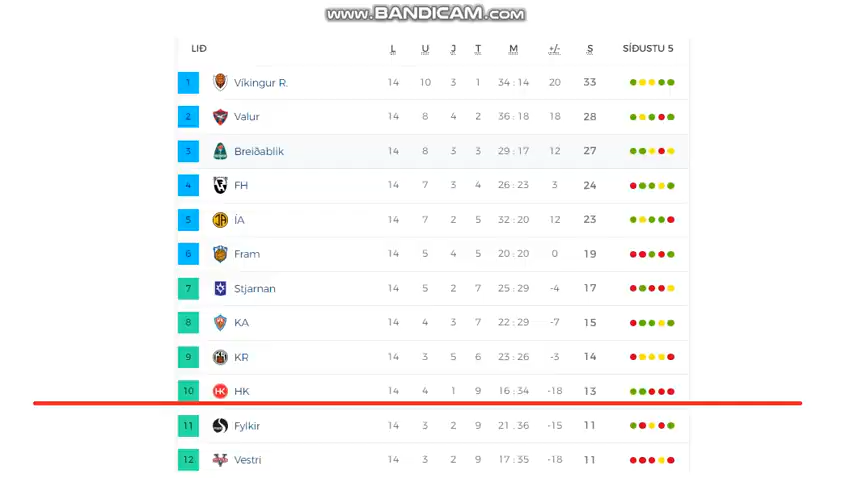 www.BANDICAM.com
LIÐ L U J T M +/- S SÍÐUSTU 5
1 Víkingur R. 14 10 3 1 34 : 14 20 33
2 Valur 14 8 4 2 36 : 18 18 28
3 Breiðablik 14 8 3 3 29 : 17 12 27
4 FH 14 7 3 4 26 : 23 3 24
5 ÍA 14 7 2 5 32 : 20 12 23
6 Fram 14 5 4 5 20 : 20 0 19
7 Stjarnan 14 5 2 7 25 : 29 -4 17
8 KA 14 4 3 7 22 : 29 -7 15
9 KR 14 3 5 6 23 : 26 -3 14
10 HK HK 14 4 1 9 16 : 34 -18 13
11 Fylkir 14 3 2 9 21 : 36 -15 11
12 Vestri 14 3 2 9 17 : 35 -18 11